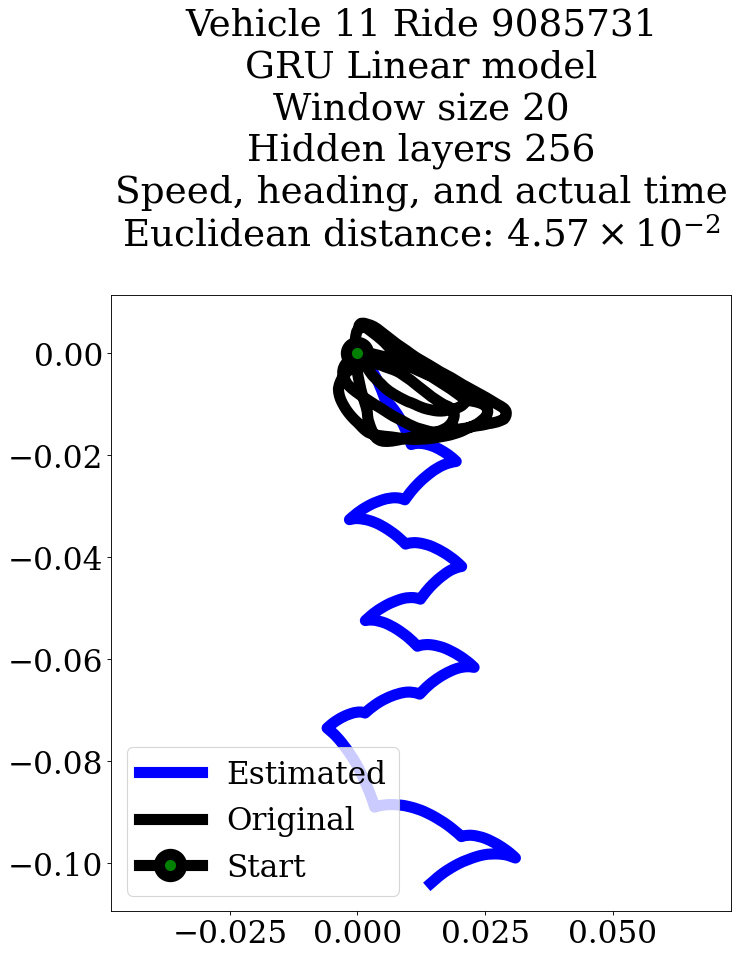 Vehicle 11 Ride 9085731
GRU Linear model
Window size 20
Hidden layers 256
Speed, heading, and actual time
Euclidean distance: 4.57 × 10⁻²
0.00
−0.02
−0.04
−0.06
−0.08
−0.10
Estimated
Original
Start
−0.025 0.000 0.025 0.050